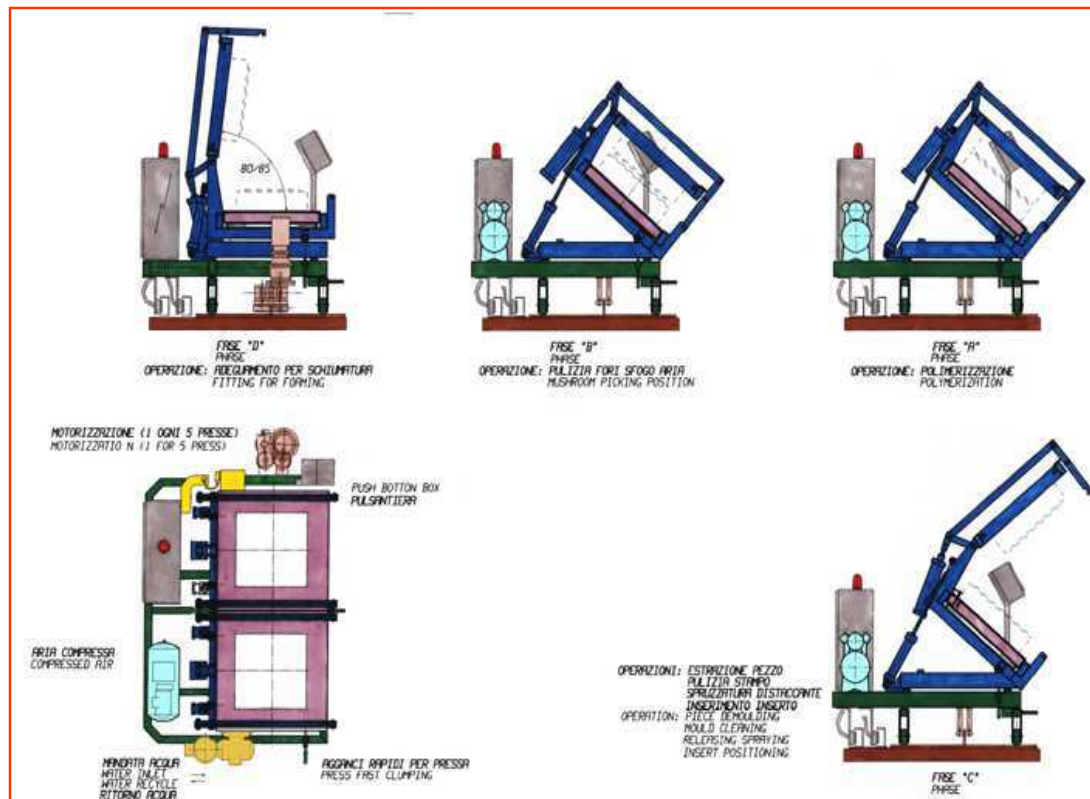 80/85
FASE "D"
PHASE
OPERAZIONE: ADEGUAMENTO PER SCHIUMATURA
FITTING FOR FOAMING
FASE "B"
PHASE
OPERAZIONE: PULIZIA FORI SFOGO ARIA
MUSHROOM PICKING POSITION
FASE "A"
PHASE
OPERAZIONE: POLIMERIZZAZIONE
POLYMERIZATION
MOTORIZZAZIONE (1 OGNI 5 PRESSE)
MOTORIZZATIO N (1 FOR 5 PRESS)
PUSH BOTTON BOX
PULSANTIERA
ARIA COMPRESSA
COMPRESSED AIR
MANDATA ACQUA
WATER INLET
WATER RECYCLE
RITORNO ACQUA
AGGANCI RAPIDI PER PRESSA
PRESS FAST CLUMPING
OPERAZIONI: ESTRAZIONE PEZZO
PULIZIA STAMPO
SPRUZZATURA DISTACCANTE
INSERIMENTO INSERTO
OPERATION: PIECE DEMOULDING
MOULD CLEANING
RELEASING SPRAYING
INSERT POSITIONING
FASE "C"
PHASE